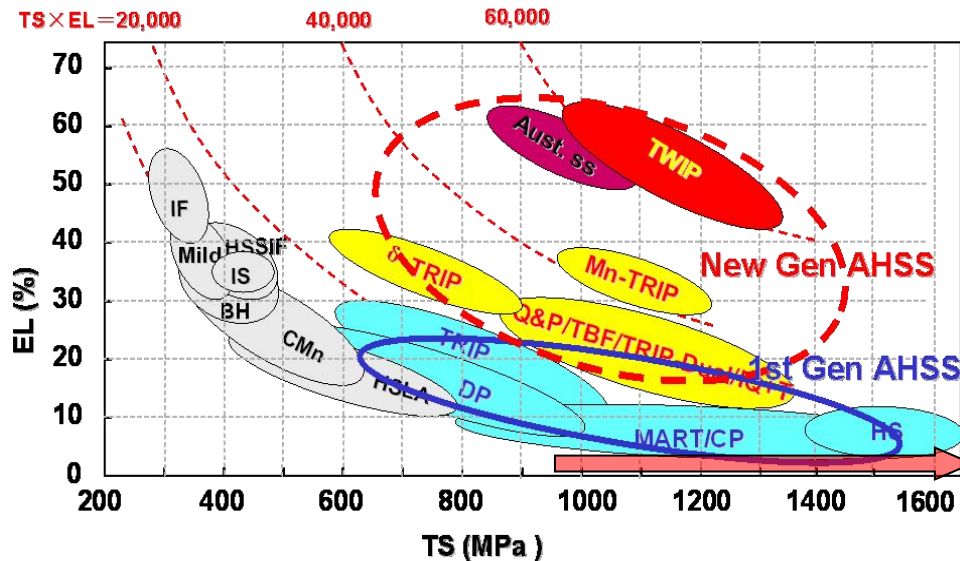 TS×EL=20,000 40,000 60,000
70
60
50
40
30
20
10
0
EL (%)
200 400 600 800 1000 1200 1400 1600
TS (MPa )
IF
Mild
HSSIF
IS
BH
CMn
HSLA
Aust. ss
TWIP
δ -TRIP
Mn-TRIP
Q&P/TBF/TRIP
TRIP
DP
MART/CP
HS
New Gen AHSS
1st Gen AHSS